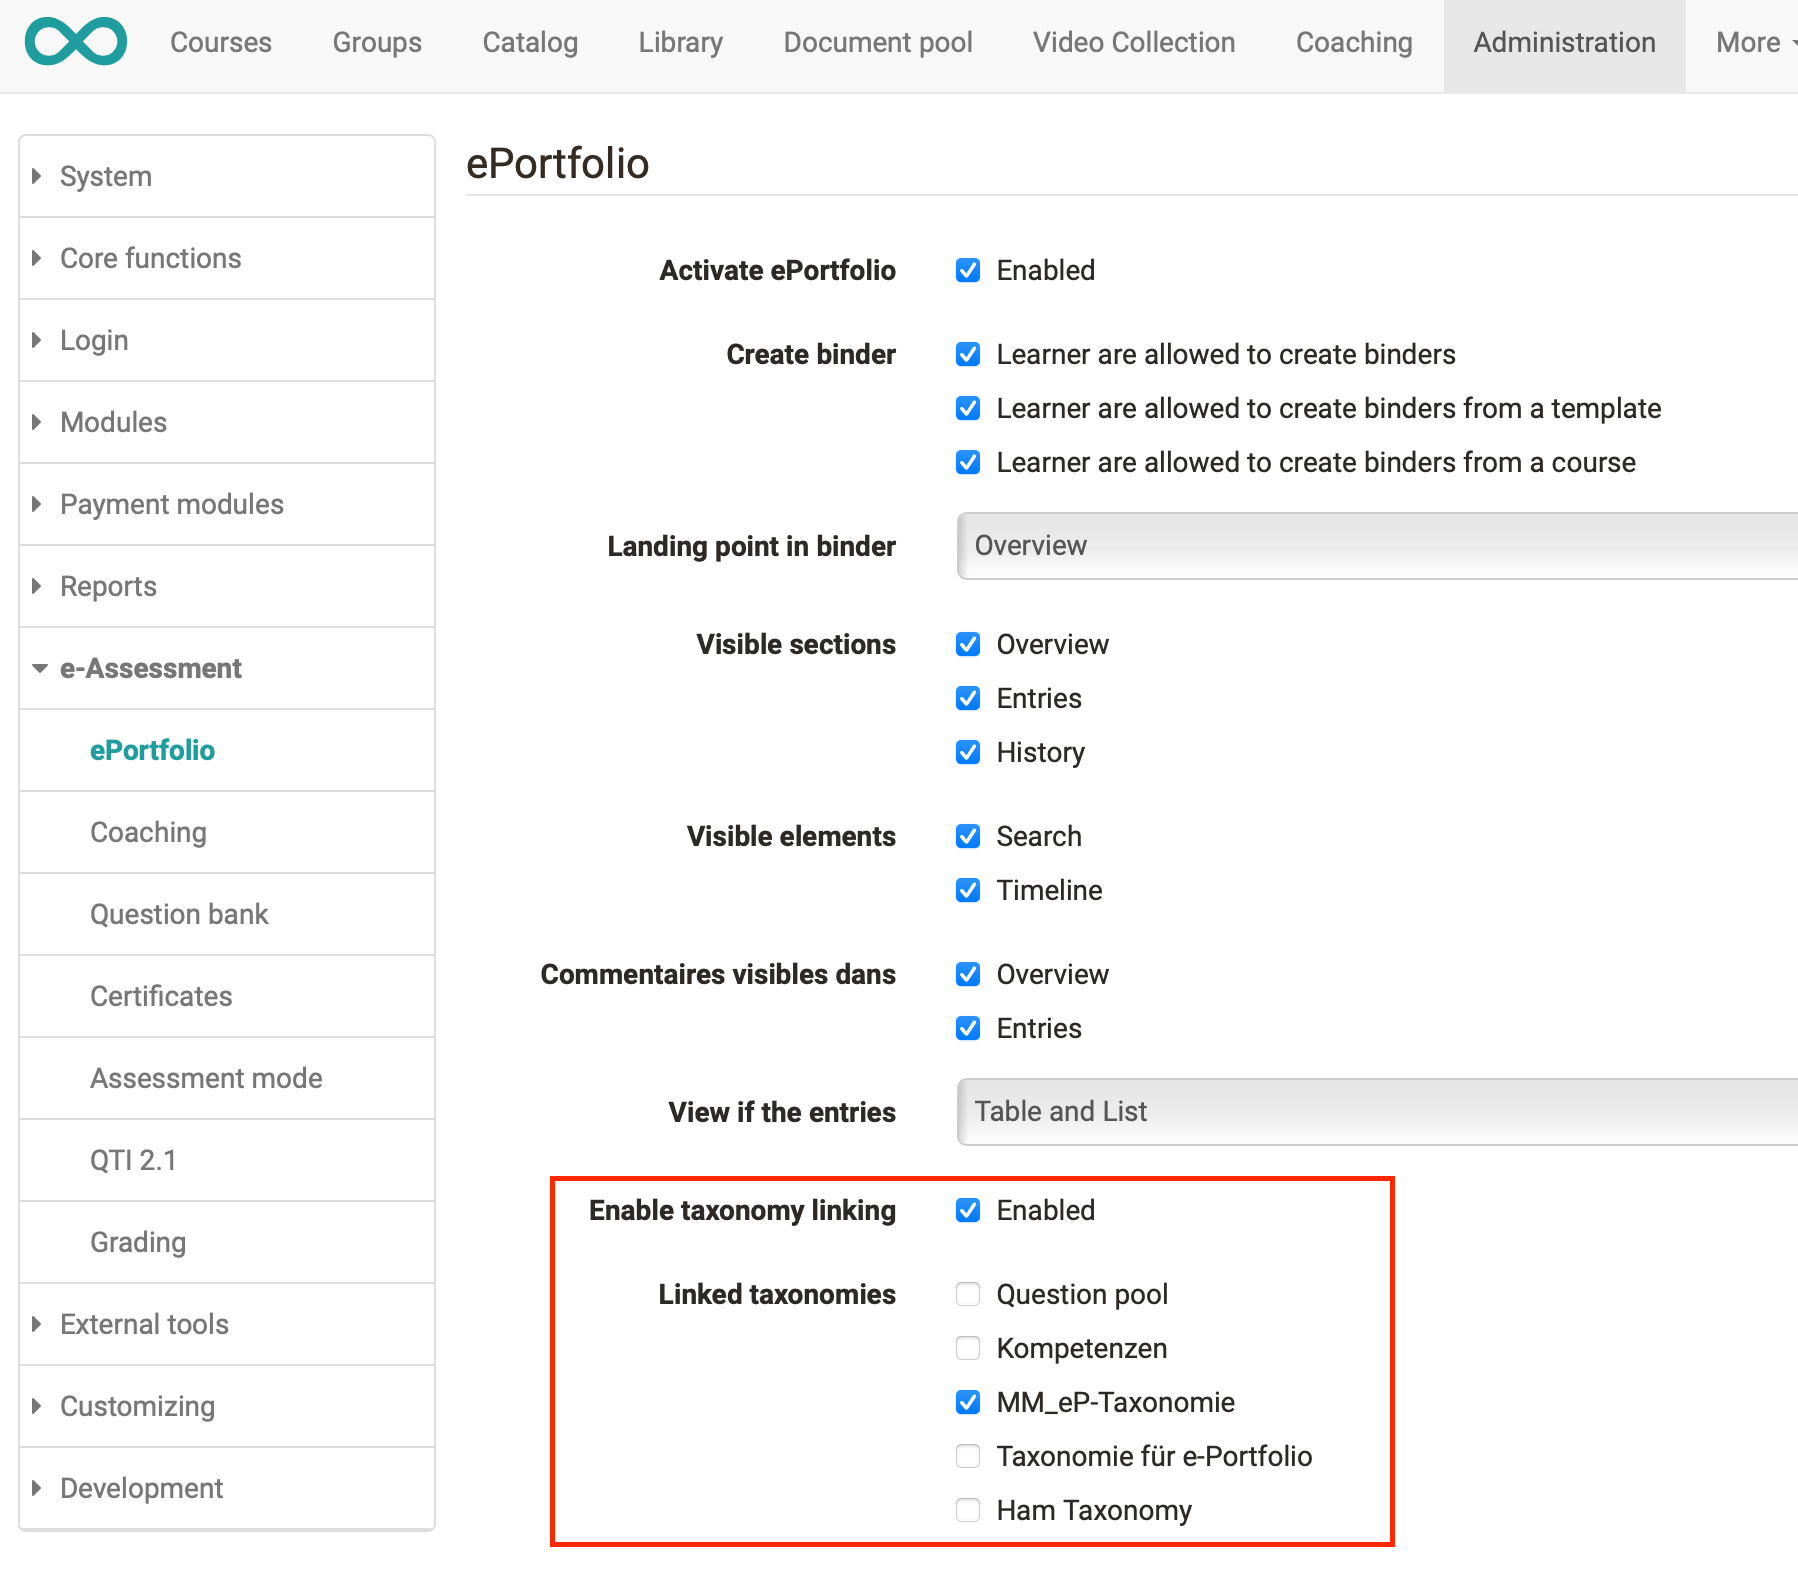 Courses Groups Catalog Library Document pool Video Collection Coaching Administration More
System
Core functions
Login
Modules
Payment modules
Reports
e-Assessment
ePortfolio
Coaching
Question bank
Certificates
Assessment mode
QTI 2.1
Grading
External tools
Customizing
Development
ePortfolio
Activate ePortfolio Enabled
Create binder Learner are allowed to create binders
Learner are allowed to create binders from a template
Learner are allowed to create binders from a course
Landing point in binder Overview
Visible sections Overview
Entries
History
Visible elements Search
Timeline
Commentaires visibles dans Overview
Entries
View if the entries Table and List
Enable taxonomy linking Enabled
Linked taxonomies Question pool
Kompetenzen
MM_eP-Taxonomie
Taxonomie für e-Portfolio
Ham Taxonomy